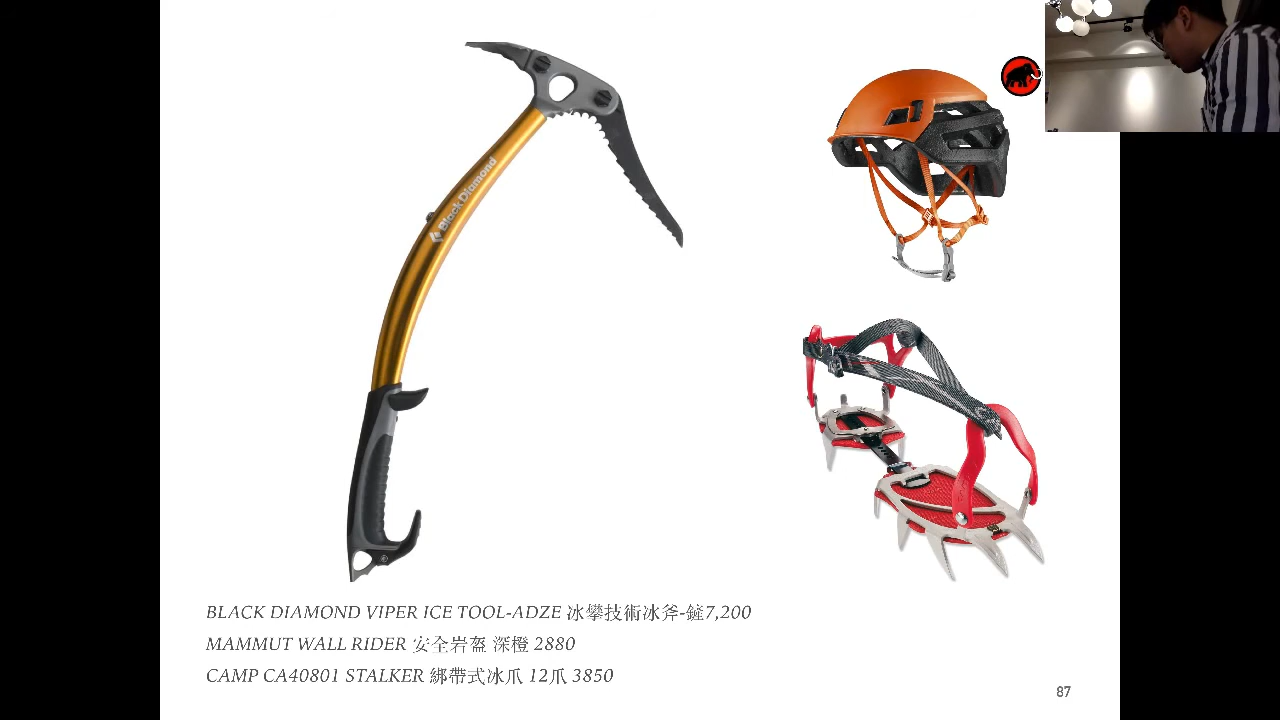 Black Diamond
BLACK DIAMOND VIPER ICE TOOL-ADZE 冰攀技術冰斧-鏟7,200
MAMMUT WALL RIDER 安全岩盔 深橙 2880
CAMP CA40801 STALKER 綁帶式冰爪 12爪 3850
87